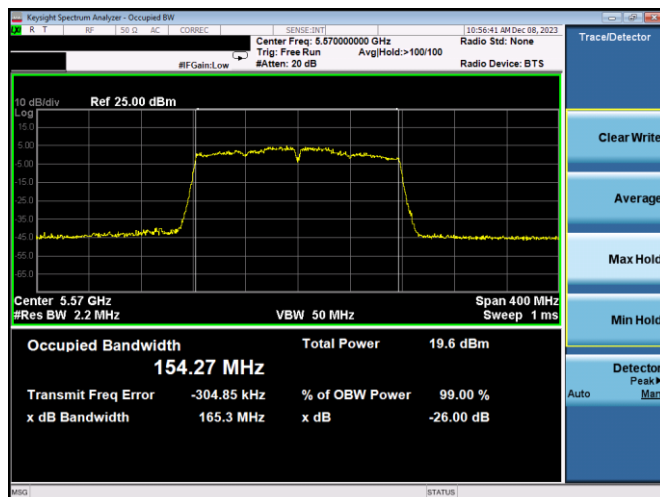 Keysight Spectrum Analyzer - Occupied BW
LXI R T RF 50 Ω AC CORREC SENSE:INT 10:56:41 AM Dec 08, 2023
Center Freq: 5.570000000 GHz Radio Std: None
Trig: Free Run Avg|Hold:>100/100
#IFGain:Low #Atten: 20 dB Radio Device: BTS
Trace/Detector
10 dB/div Ref 25.00 dBm
Log
15.0
5.00
-5.00
-15.0
-25.0
-35.0
-45.0
-55.0
-65.0
Center 5.57 GHz Span 400 MHz
#Res BW 2.2 MHz VBW 50 MHz Sweep 1 ms
Occupied Bandwidth Total Power 19.6 dBm
154.27 MHz
Transmit Freq Error -304.85 kHz % of OBW Power 99.00 %
x dB Bandwidth 165.3 MHz x dB -26.00 dB
Clear Write
Average
Max Hold
Min Hold
Detector
Peak
Auto Man
MSG STATUS